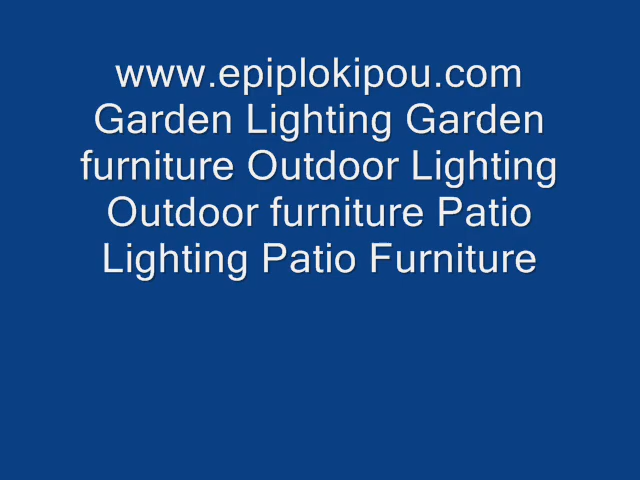 www.epiplokipou.com
Garden Lighting Garden
furniture Outdoor Lighting
Outdoor furniture Patio
Lighting Patio Furniture